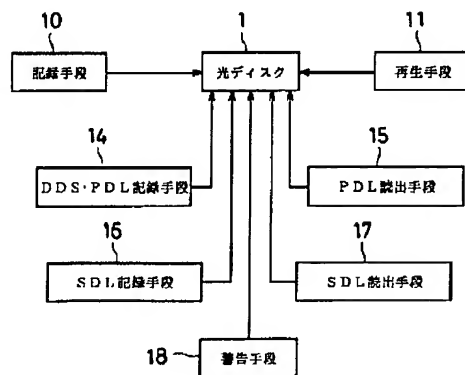 10
1
11
記録手段
光ディスク
再生手段
14
15
DDS・PDL記録手段
PDL読出手段
16
17
SDL記録手段
SDL読出手段
18
警告手段